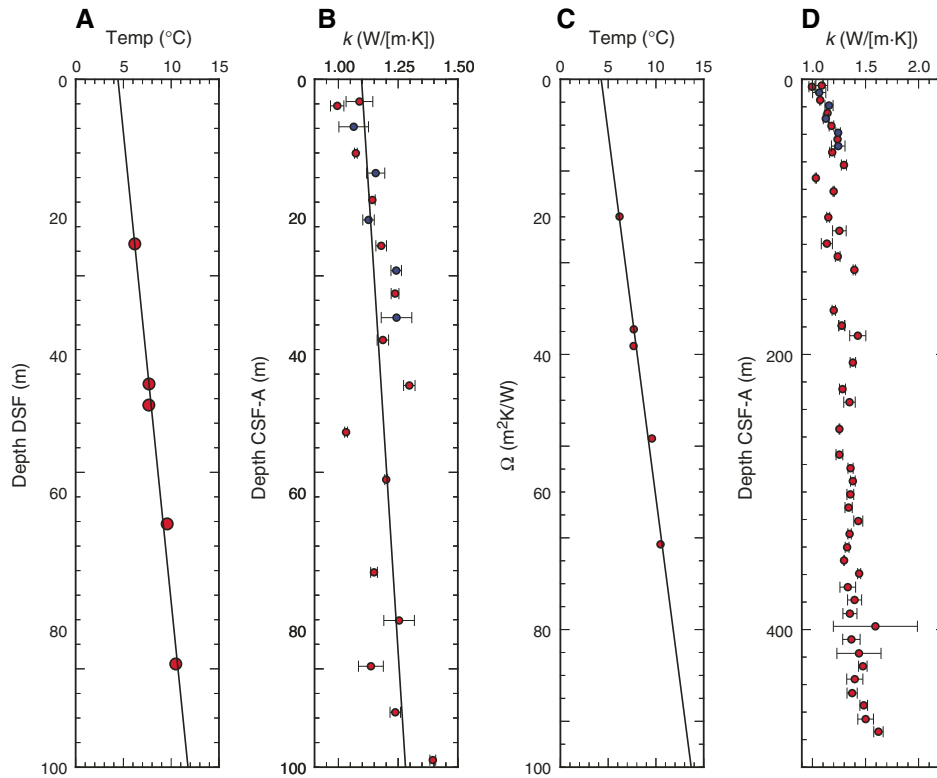 A
Temp (°C)
0 5 10 15
0
20
40
60
80
100
Depth DSF (m)
B
k (W/[m·K])
1.00 1.25 1.50
0
20
40
60
80
100
Depth CSF-A (m)
C
Temp (°C)
0 5 10 15
0
20
40
60
80
100
Ω (m²K/W)
D
k (W/[m·K])
1.0 1.5 2.0
0
200
400
Depth CSF-A (m)